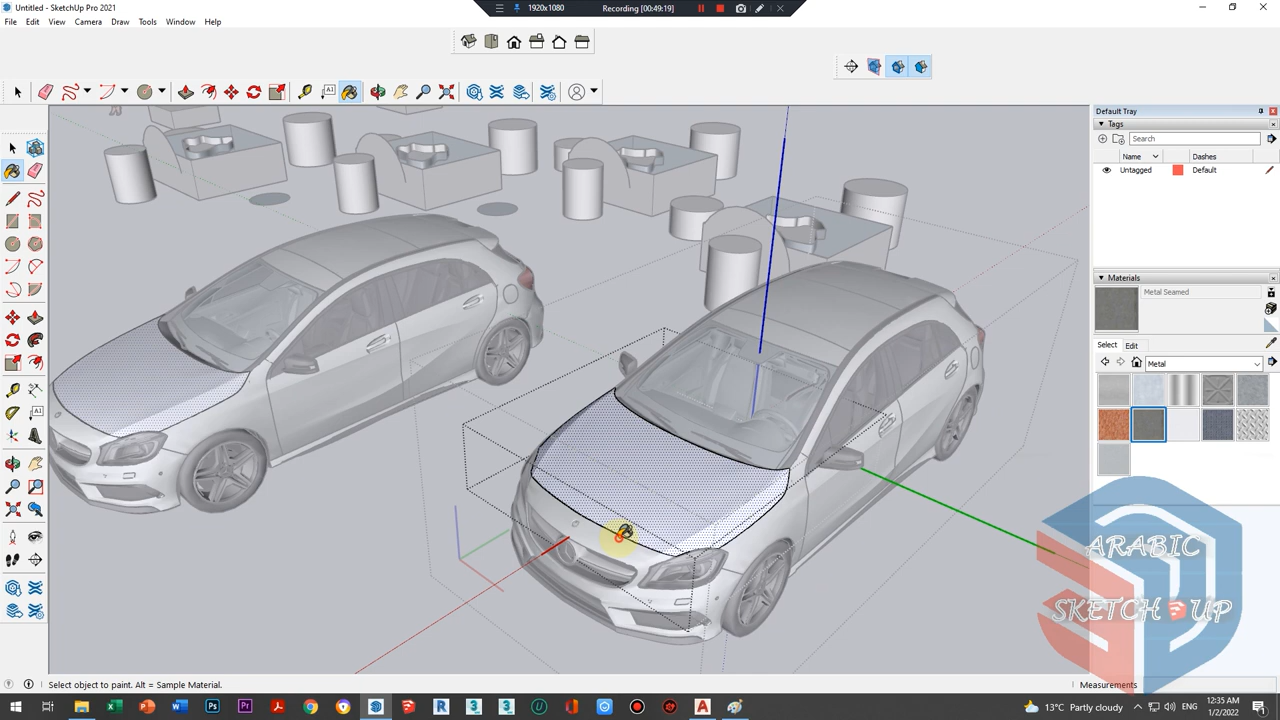 Untitled - SketchUp Pro 2021
1920x1080
Recording [00:49:19]
File Edit View Camera Draw Tools Window Help
Default Tray
Tags
Search
Name
Dashes
Untagged
Default
Materials
Metal Seamed
Select
Edit
Metal
ARABIC
SKETCH UP
Select object to paint. Alt = Sample Material.
Measurements
13°C Partly cloudy
ENG
12:35 AM
1/2/2022